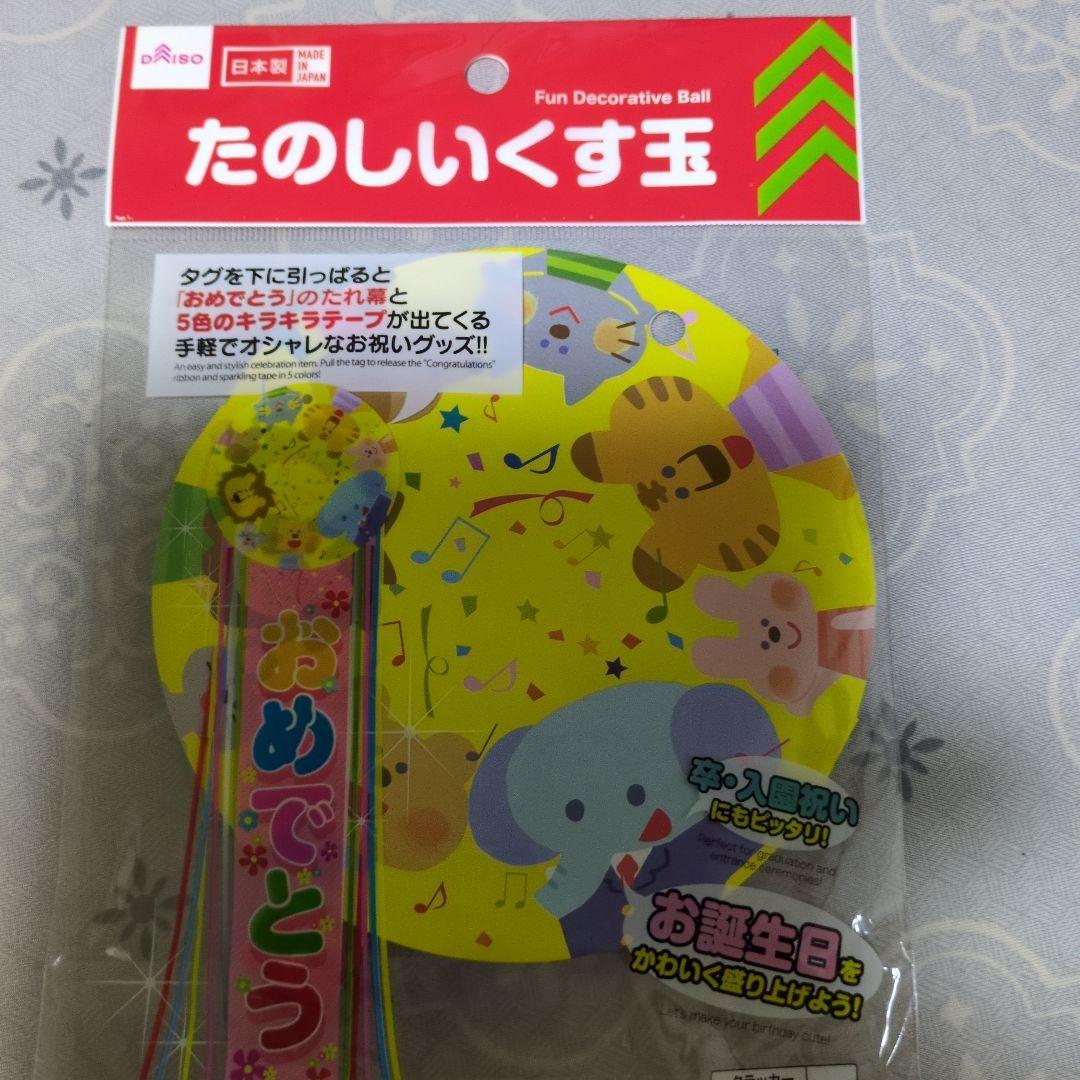 DAISO
日本製
MADE
IN
JAPAN
Fun Decorative Ball
たのしいくす玉
タグを下に引っぱると
「おめでとう」のたれ幕と
5色のキラキラテープが出てくる
手軽でオシャレなお祝いグッズ!!
An easy and stylish celebration item. Pull the tag to release the "Congratulations"
ribbon and sparkling tape in 5 colors!
おめでとう
卒・入園祝い
にもピッタリ!
Perfect for graduation and
entrance ceremonies!
お誕生日を
かわいく盛り上げよう!
Let's make your birthday cute!